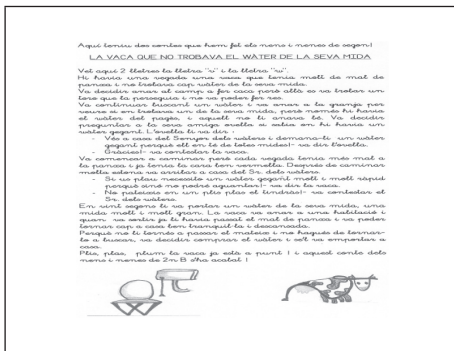 Aquí teniu dos contes que hem fet els nens i nenes de segon!
LA VACA QUE NO TROBAVA EL WÀTER DE LA SEVA MIDA
Vet aquí 2 lletres la lletra "v" i la lletra "w".
Hi havia una vegada una vaca que tenia molt de mal de
panxa i no trobava cap wàter de la seva mida.
Va decidir anar al camp a fer caca però allà es va trobar un
toro que la perseguia i no va poder fer res.
Va continuar buscant un wàter i va anar a la granja per
veure si en trobava un de la seva mida, però només hi havia
el wàter del pagès, i aquell no li anava bé. Va decidir
preguntar a la seva amiga ovella si sabia on hi havia un
wàter gegant. L'ovella li va dir :
- Vés a casa del Senyor dels wàters i demana-li un wàter
gegant perquè ell en té de totes mides!- va dir l'ovella.
- Gràcies!- va contestar la vaca.
Va començar a caminar però cada vegada tenia més mal a
la panxa i ja tenia la cara ben vermella. Després de caminar
molta estona va arribar a casa del Sr. dels wàters.
- Si us plau necessito un wàter gegant molt i molt ràpid
perquè sinó no podré aguantar!- va dir la vaca.
- No pateixis en un plis plas el tindràs!- va contestar el
Sr. dels wàters.
En vint segons li va portar un wàter de la seva mida, una
mida molt i molt gran. La vaca va anar a una habitació i
quan va sortir ja li havia passat el mal de panxa i va poder
tornar cap a casa ben tranquil·la i descansada.
Perquè no li tornés a passar el mateix i no hagués de tornar-
lo a buscar, va decidir comprar el wàter i se'l va emportar a
casa.
Plis, plas, plum la vaca ja està a punt ! i aquest conte dels
nens i nenes de 2n B s'ha acabat !